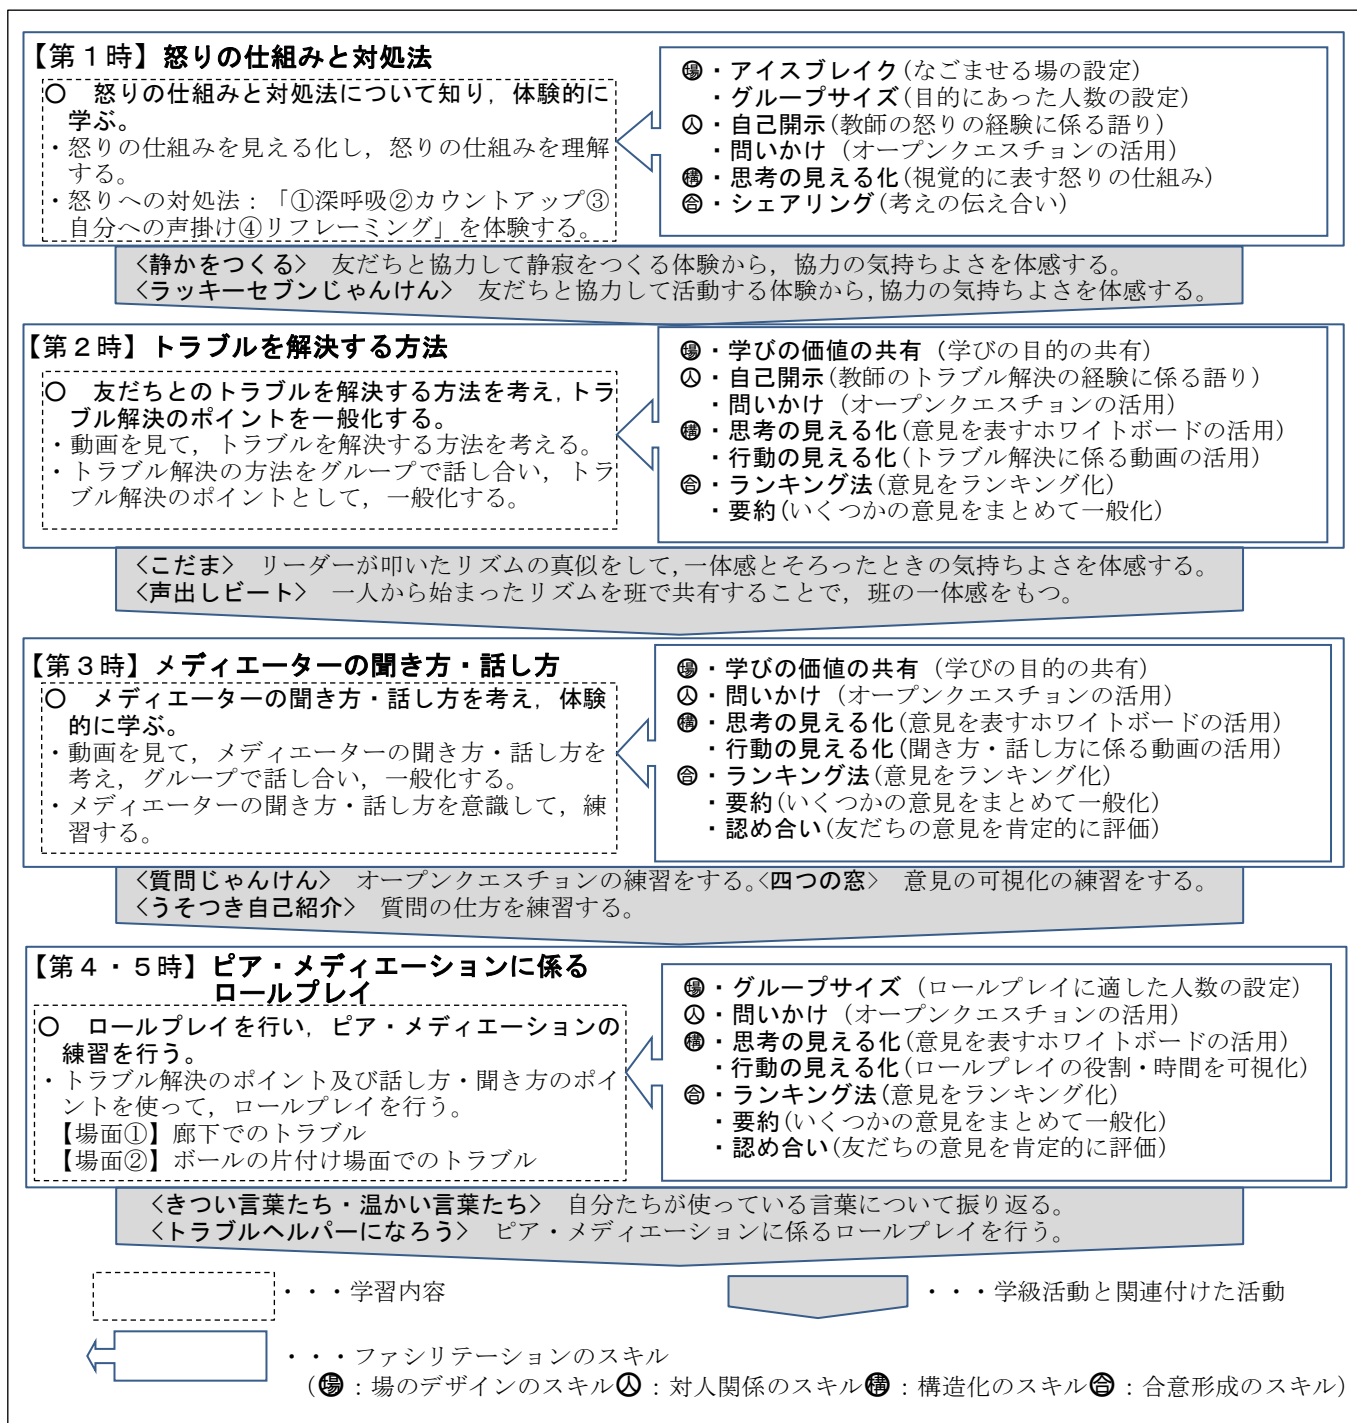 【第１時】怒りの仕組みと対処法
○　怒りの仕組みと対処法について知り，体験的に
学ぶ。
・怒りの仕組みを見える化し，怒りの仕組みを理解
する。
・怒りへの対処法：「①深呼吸②カウントアップ③
自分への声掛け④リフレーミング」を体験する。
場・アイスブレイク(なごませる場の設定)
・グループサイズ(目的にあった人数の設定)
人・自己開示(教師の怒りの経験に係る語り)
・問いかけ（オープンクエスチョンの活用)
構・思考の見える化(視覚的に表す怒りの仕組み)
合・シェアリング(考えの伝え合い)
〈静かをつくる〉　友だちと協力して静寂をつくる体験から，協力の気持ちよさを体感する。
〈ラッキーセブンじゃんけん〉　友だちと協力して活動する体験から,協力の気持ちよさを体感する。
【第２時】トラブルを解決する方法
○　友だちとのトラブルを解決する方法を考え,トラ
ブル解決のポイントを一般化する。
・動画を見て，トラブルを解決する方法を考える。
・トラブル解決の方法をグループで話し合い，トラ
ブル解決のポイントとして，一般化する。
場・学びの価値の共有（学びの目的の共有)
人・自己開示(教師のトラブル解決の経験に係る語り)
・問いかけ（オープンクエスチョンの活用)
構・思考の見える化(意見を表すホワイトボードの活用)
・行動の見える化(トラブル解決に係る動画の活用)
合・ランキング法(意見をランキング化)
・要約(いくつかの意見をまとめて一般化)
〈こだま〉　リーダーが叩いたリズムの真似をして,一体感とそろったときの気持ちよさを体感する。
〈声出しビート〉　一人から始まったリズムを班で共有することで，班の一体感をもつ。
【第３時】メディエーターの聞き方・話し方
○　メディエーターの聞き方・話し方を考え，体験
的に学ぶ。
・動画を見て，メディエーターの聞き方・話し方を
考え，グループで話し合い，一般化する。
・メディエーターの聞き方・話し方を意識して，練
習する。
場・学びの価値の共有（学びの目的の共有)
人・問いかけ（オープンクエスチョンの活用)
構・思考の見える化(意見を表すホワイトボードの活用)
・行動の見える化(聞き方・話し方に係る動画の活用)
合・ランキング法(意見をランキング化)
・要約(いくつかの意見をまとめて一般化)
・認め合い(友だちの意見を肯定的に評価)
〈質問じゃんけん〉　オープンクエスチョンの練習をする。〈四つの窓〉　意見の可視化の練習をする。
〈うそつき自己紹介〉　質問の仕方を練習する。
【第４・５時】ピア・メディエーションに係る
ロールプレイ
○　ロールプレイを行い，ピア・メディエーションの
練習を行う。
・トラブル解決のポイント及び話し方・聞き方のポイ
ントを使って，ロールプレイを行う。
【場面①】廊下でのトラブル
【場面②】ボールの片付け場面でのトラブル
場・グループサイズ（ロールプレイに適した人数の設定)
人・問いかけ（オープンクエスチョンの活用)
構・思考の見える化(意見を表すホワイトボードの活用)
・行動の見える化(ロールプレイの役割・時間を可視化)
合・ランキング法(意見をランキング化)
・要約(いくつかの意見をまとめて一般化)
・認め合い(友だちの意見を肯定的に評価)
〈きつい言葉たち・温かい言葉たち〉　自分たちが使っている言葉について振り返る。
〈トラブルヘルパーになろう〉　ピア・メディエーションに係るロールプレイを行う。
・・・学習内容
・・・学級活動と関連付けた活動
・・・ファシリテーションのスキル
（場：場のデザインのスキル人：対人関係のスキル構：構造化のスキル合：合意形成のスキル）